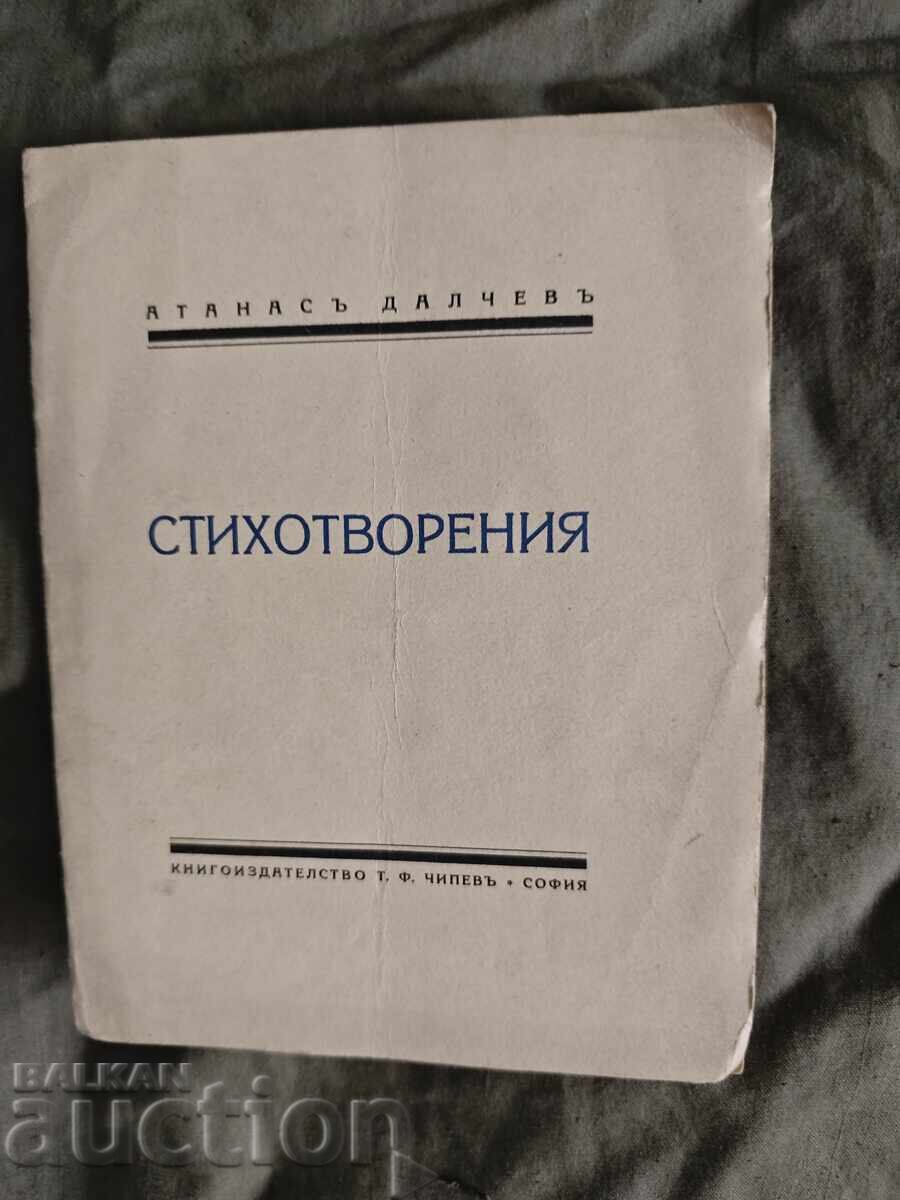 АТАНАСЪ ДАЛЧЕВЪ
СТИХОТВОРЕНИЯ
КНИГОИЗДАТЕЛСТВО Т. Ф. ЧИПЕВЪ • СОФИЯ
BALKAN
auction